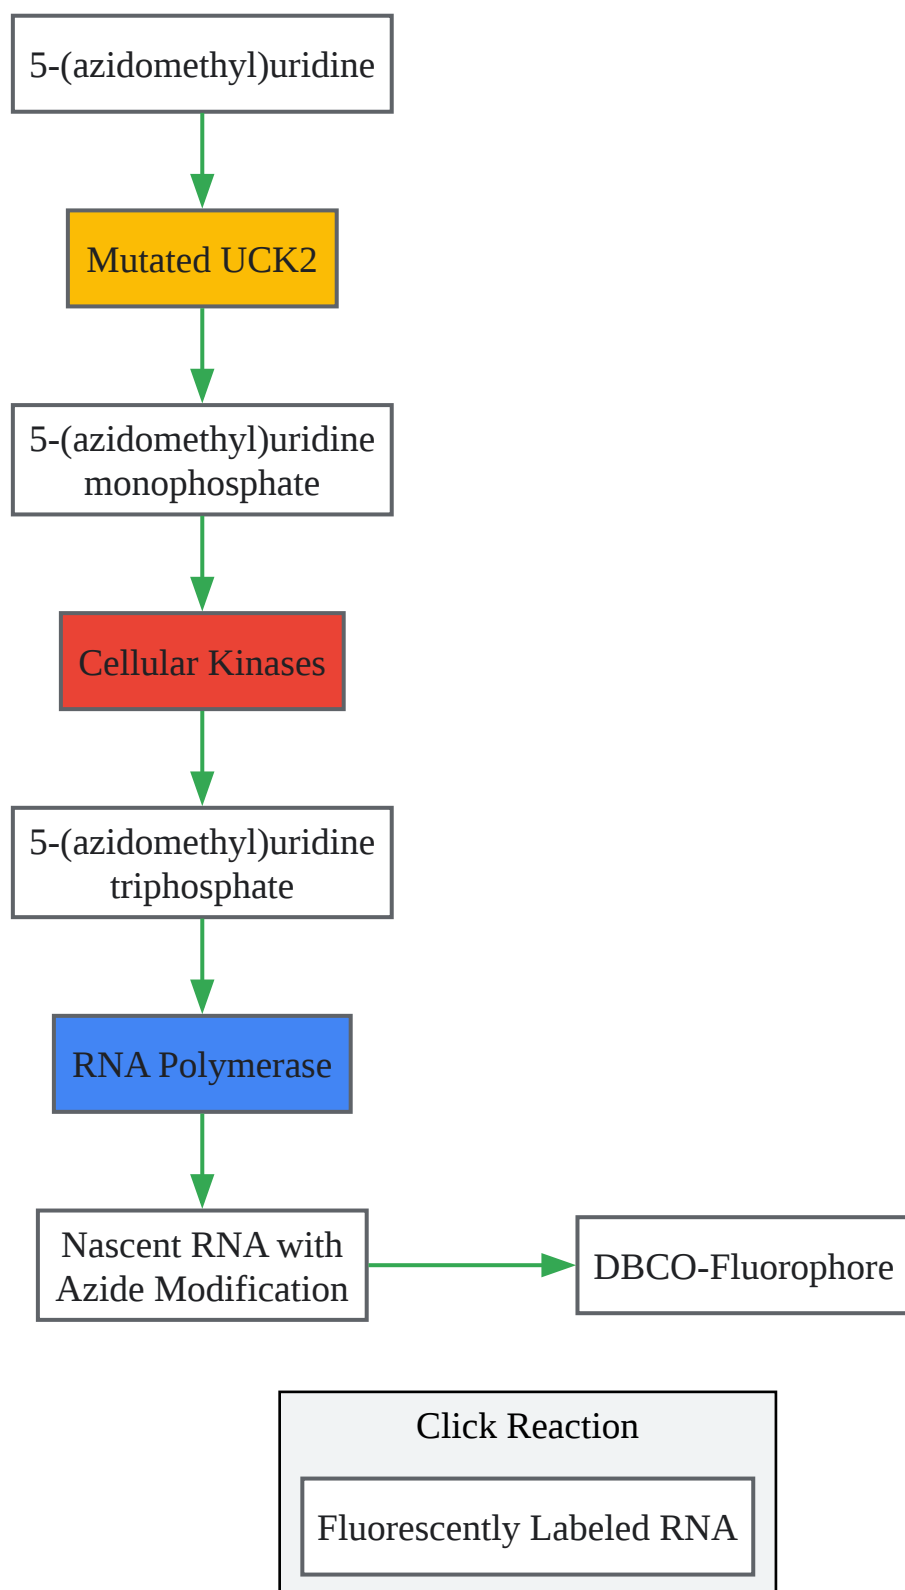 5-(azidomethyl)uridine
Mutated UCK2
5-(azidomethyl)uridine
monophosphate
Cellular Kinases
5-(azidomethyl)uridine
triphosphate
RNA Polymerase
Nascent RNA with
Azide Modification
DBCO-Fluorophore
Click Reaction
Fluorescently Labeled RNA